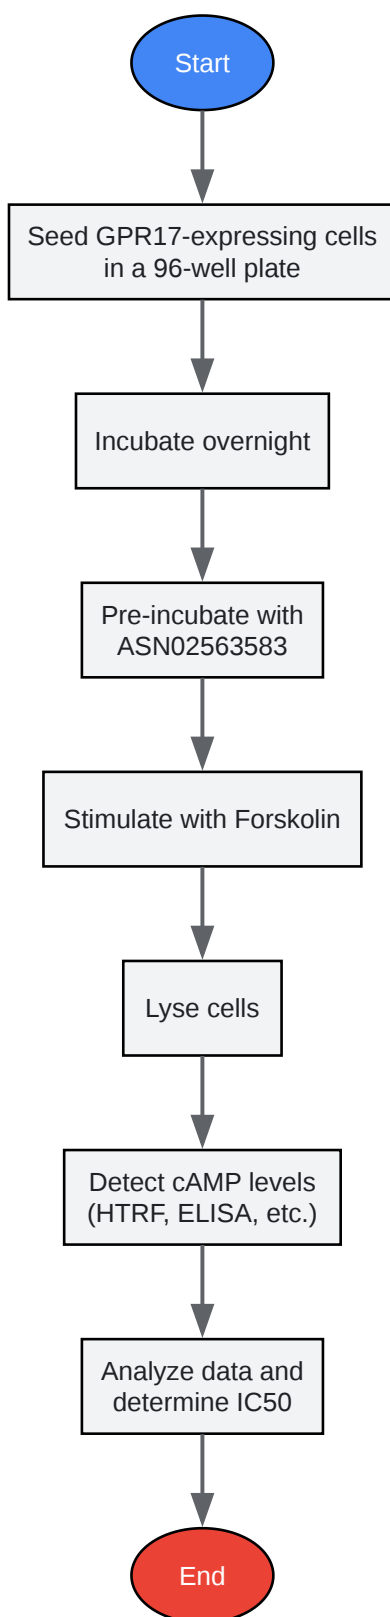 Start
Seed GPR17-expressing cells
in a 96-well plate
Incubate overnight
Pre-incubate with
ASN02563583
Stimulate with Forskolin
Lyse cells
Detect cAMP levels
(HTRF, ELISA, etc.)
Analyze data and
determine IC50
End